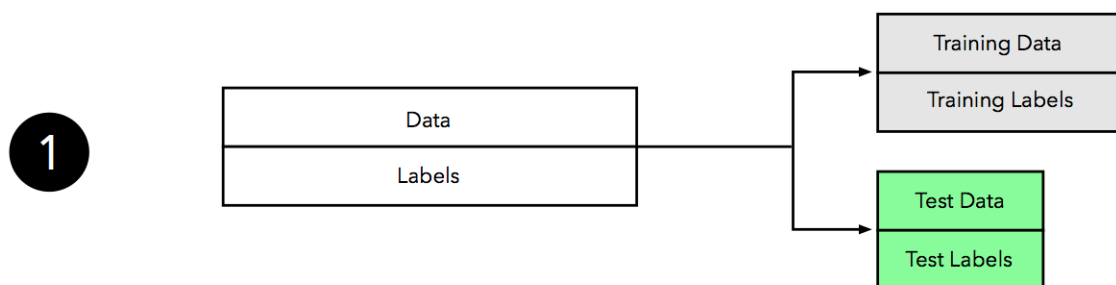 1
Data
Labels
Training Data
Training Labels
Test Data
Test Labels